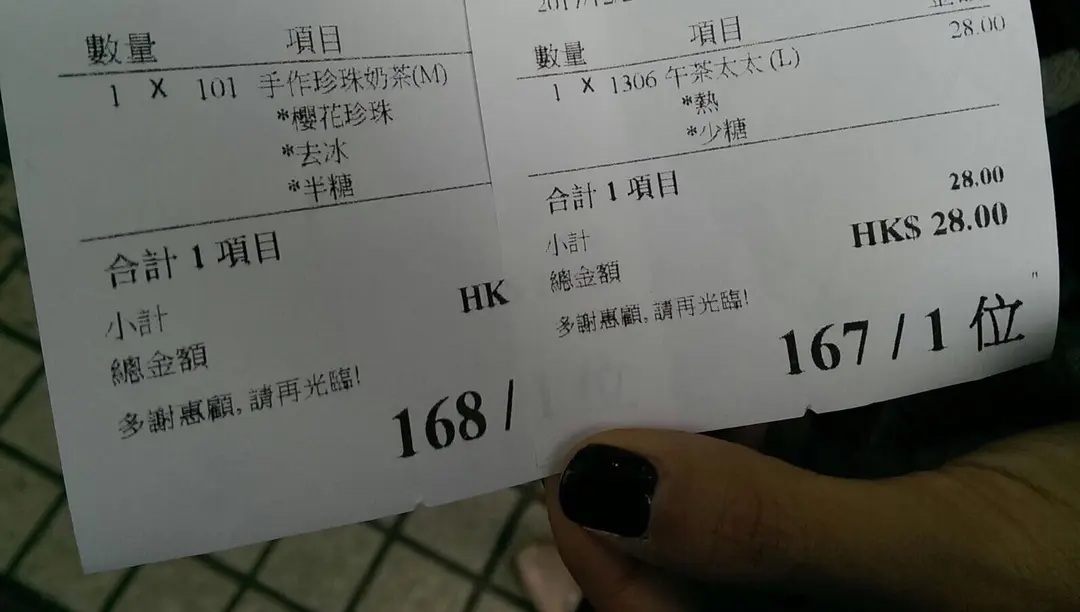 數量 項目
1 X 101 手作珍珠奶茶(M)
*櫻花珍珠
*去冰
*半糖
合計 1 項目
小計
HK
總金額
多謝惠顧, 請再光臨!
168 /
數量 項目
28.00
1 X 1306 午茶太太 (L)
*熱
*少糖
合計 1 項目
28.00
小計
HK$ 28.00
總金額
多謝惠顧, 請再光臨!
167 / 1 位